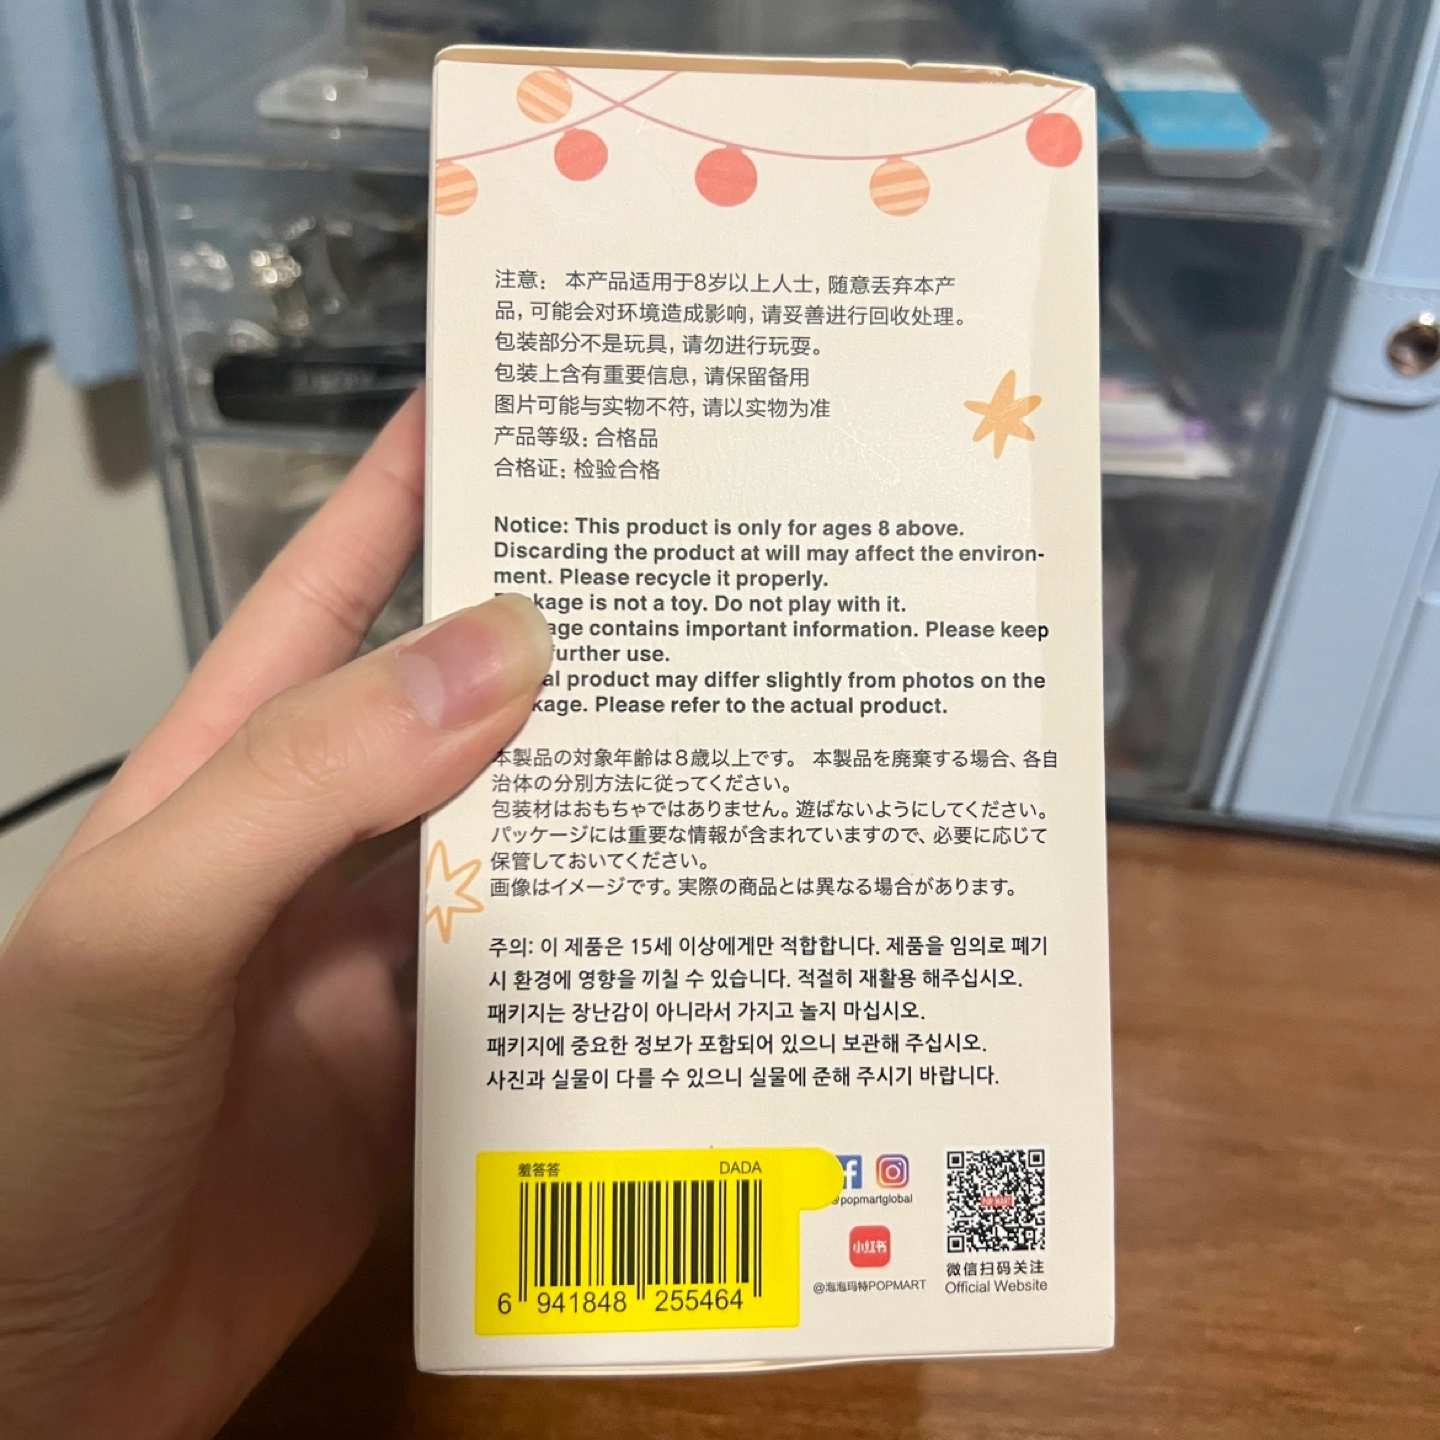 注意： 本产品适用于8岁以上人士，随意丢弃本产
品，可能会对环境造成影响，请妥善进行回收处理。
包装部分不是玩具，请勿进行玩耍。
包装上含有重要信息，请保留备用
图片可能与实物不符，请以实物为准
产品等级：合格品
合格证：检验合格
Notice: This product is only for ages 8 above.
Discarding the product at will may affect the environ-
ment. Please recycle it properly.
is not a toy. Do not play with it.
contains important information. Please keep
further use.
product may differ slightly from photos on the
Please refer to the actual product.
本製品の対象年齢は8歳以上です。 本製品を廃棄する場合、各自
治体の分別方法に従ってください。
包装材はおもちゃではありません。遊ばないようにしてください。
パッケージには重要な情報が含まれていますので、必要に応じて
保管しておいてください。
画像はイメージです。実際の商品とは異なる場合があります。
주의: 이 제품은 15세 이상에게만 적합합니다. 제품을 임의로 폐기
시 환경에 영향을 끼칠 수 있습니다. 적절히 재활용 해주십시오.
패키지는 장난감이 아니라서 가지고 놀지 마십시오.
패키지에 중요한 정보가 포함되어 있으니 보관해 주십시오.
사진과 실물이 다를 수 있으니 실물에 준해 주시기 바랍니다.
羞答答 DADA
6 941848 255464
@popmartglobal
小红书
@泡泡玛特POPMART
POP MART
微信扫码关注
Official Website